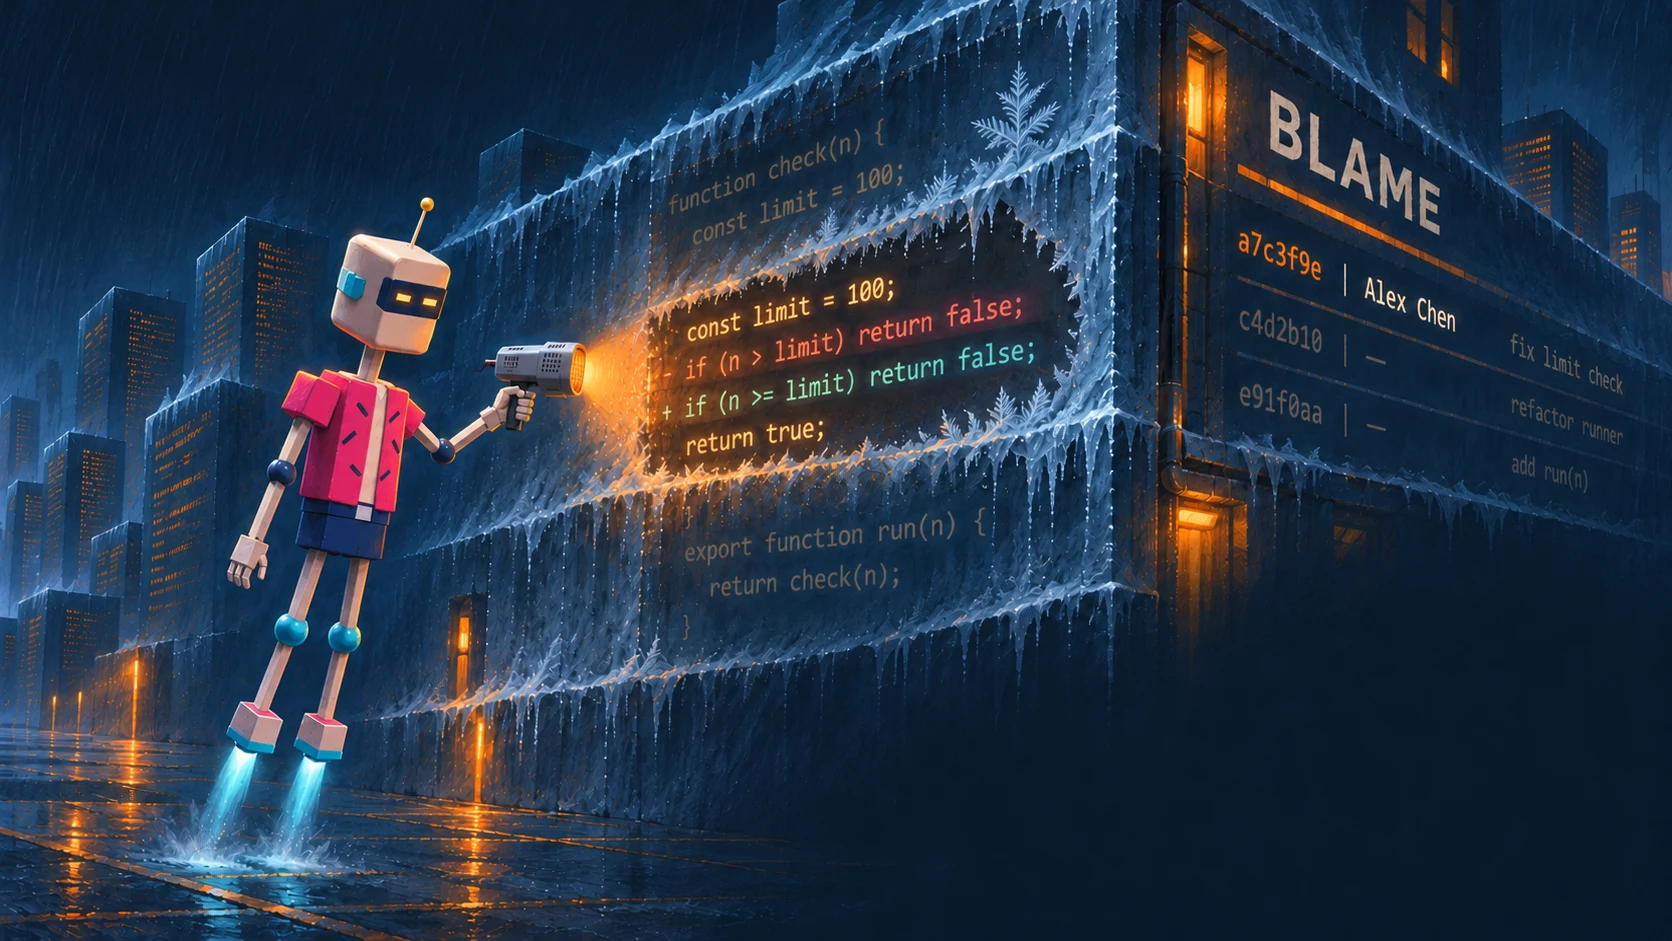 function check(n) {
const limit = 100;
const limit = 100;
- if (n > limit) return false;
+ if (n >= limit) return false;
return true;
}
export function run(n) {
return check(n);
}
BLAME
a7c3f9e | Alex Chen fix limit check
c4d2b10 | — refactor runner
e91f0aa | — add run(n)